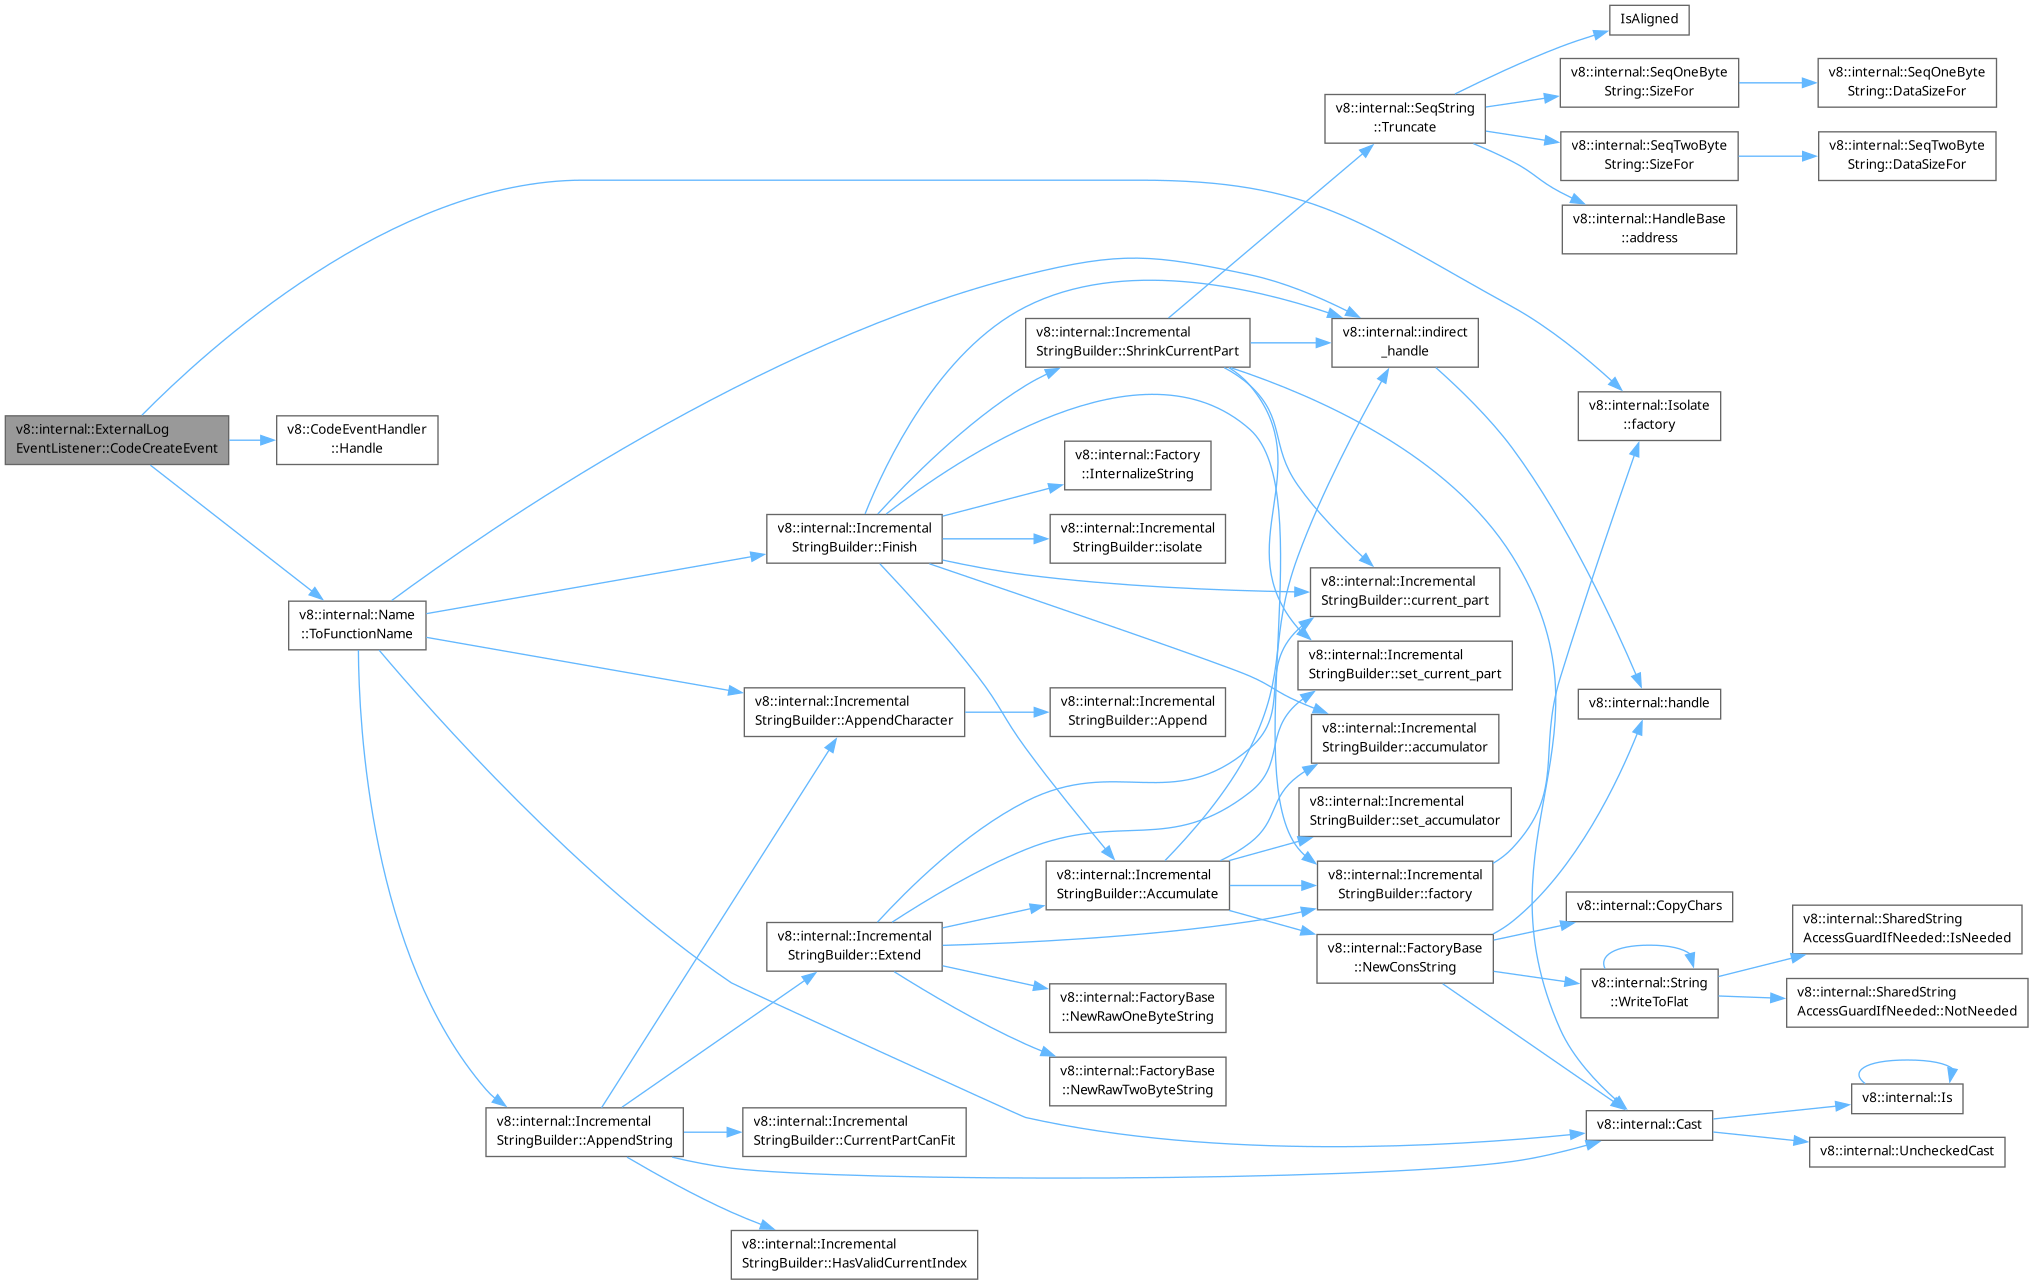 v8::internal::ExternalLog
EventListener::CodeCreateEvent
v8::CodeEventHandler
::Handle
v8::internal::Name
::ToFunctionName
v8::internal::Incremental
StringBuilder::AppendString
v8::internal::Incremental
StringBuilder::Finish
v8::internal::Incremental
StringBuilder::AppendCharacter
v8::internal::Incremental
StringBuilder::Extend
v8::internal::Incremental
StringBuilder::CurrentPartCanFit
v8::internal::Incremental
StringBuilder::HasValidCurrentIndex
v8::internal::Incremental
StringBuilder::ShrinkCurrentPart
v8::internal::Factory
::InternalizeString
v8::internal::Incremental
StringBuilder::isolate
v8::internal::Incremental
StringBuilder::Append
v8::internal::Incremental
StringBuilder::Accumulate
v8::internal::FactoryBase
::NewRawOneByteString
v8::internal::FactoryBase
::NewRawTwoByteString
v8::internal::SeqString
::Truncate
v8::internal::indirect
_handle
v8::internal::Incremental
StringBuilder::current_part
v8::internal::Incremental
StringBuilder::set_current_part
v8::internal::Incremental
StringBuilder::accumulator
v8::internal::Incremental
StringBuilder::set_accumulator
v8::internal::Incremental
StringBuilder::factory
v8::internal::FactoryBase
::NewConsString
IsAligned
v8::internal::SeqOneByte
String::SizeFor
v8::internal::SeqTwoByte
String::SizeFor
v8::internal::HandleBase
::address
v8::internal::Isolate
::factory
v8::internal::handle
v8::internal::CopyChars
v8::internal::String
::WriteToFlat
v8::internal::Cast
v8::internal::SeqOneByte
String::DataSizeFor
v8::internal::SeqTwoByte
String::DataSizeFor
v8::internal::SharedString
AccessGuardIfNeeded::IsNeeded
v8::internal::SharedString
AccessGuardIfNeeded::NotNeeded
v8::internal::Is
v8::internal::UncheckedCast